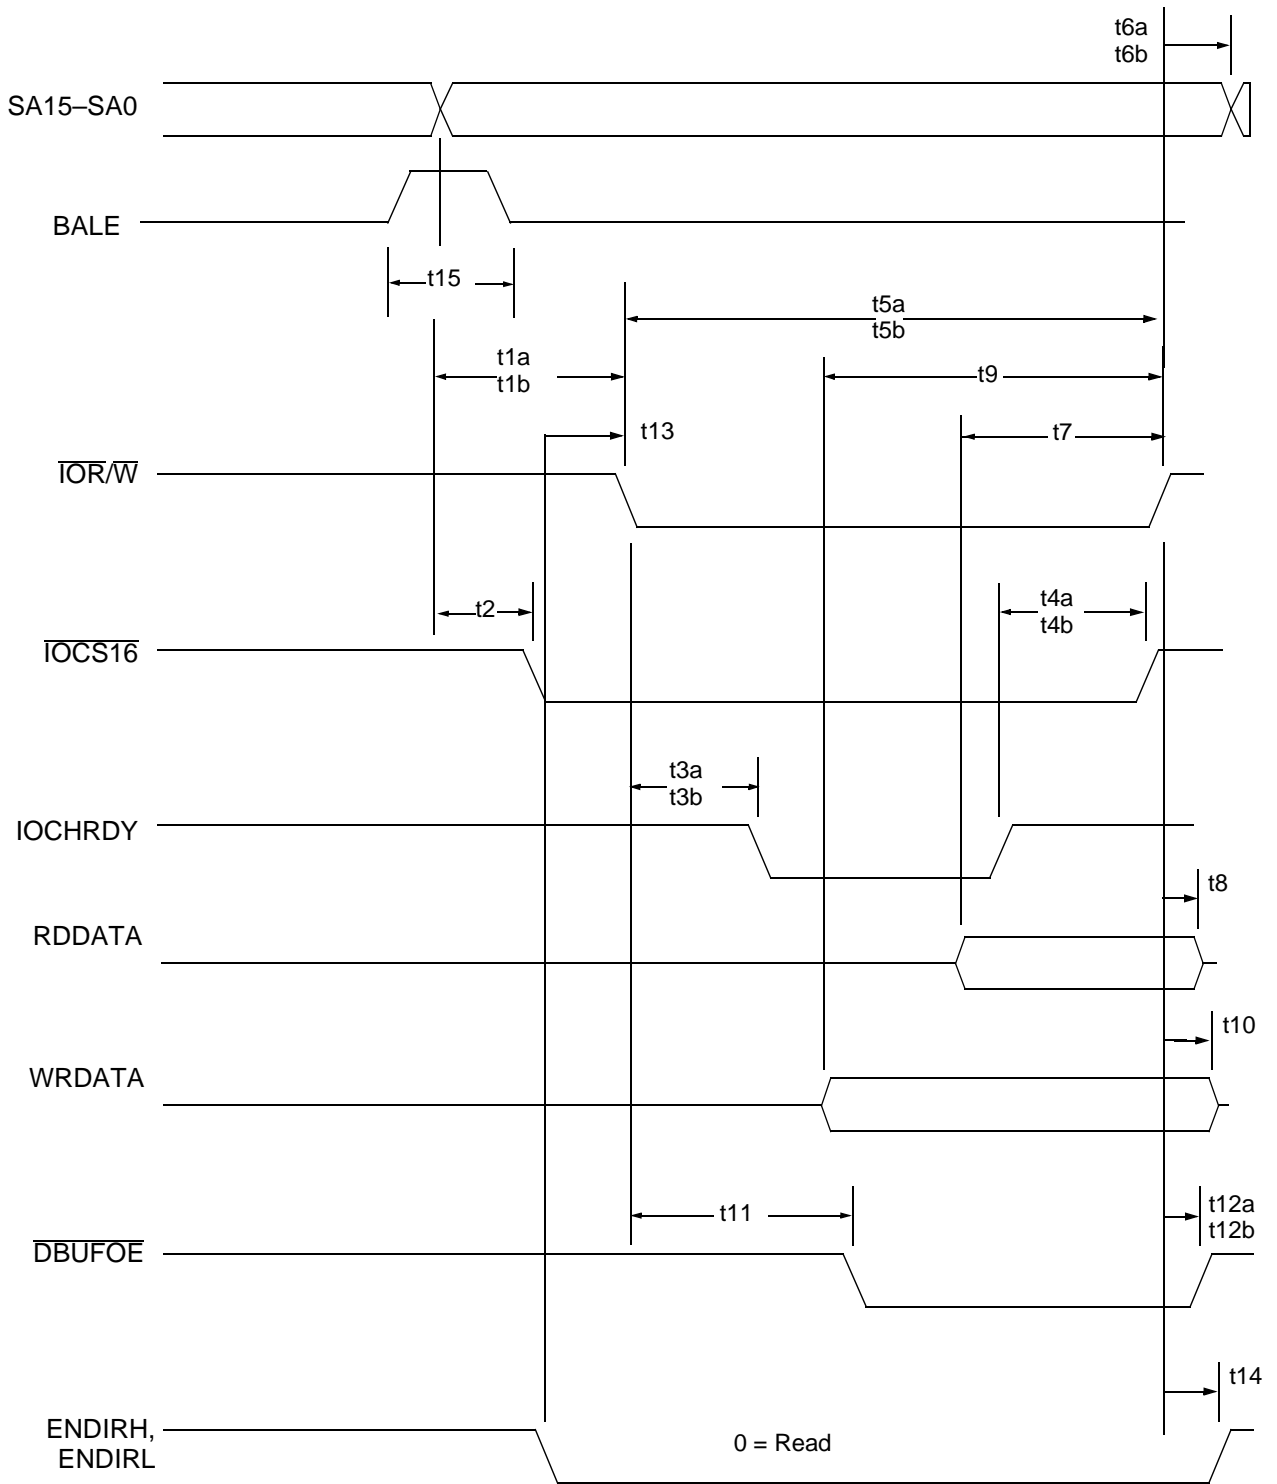 t6a
t6b
SA15–SA0
BALE
t15
t5a
t5b
t1a
t1b
t9
t13
t7
IOR/W
t2
t4a
t4b
IOCS16
t3a
t3b
IOCHRDY
t8
RDDATA
t10
WRDATA
t11
t12a
t12b
DBUFOE
t14
ENDIRH,
ENDIRL
0 = Read